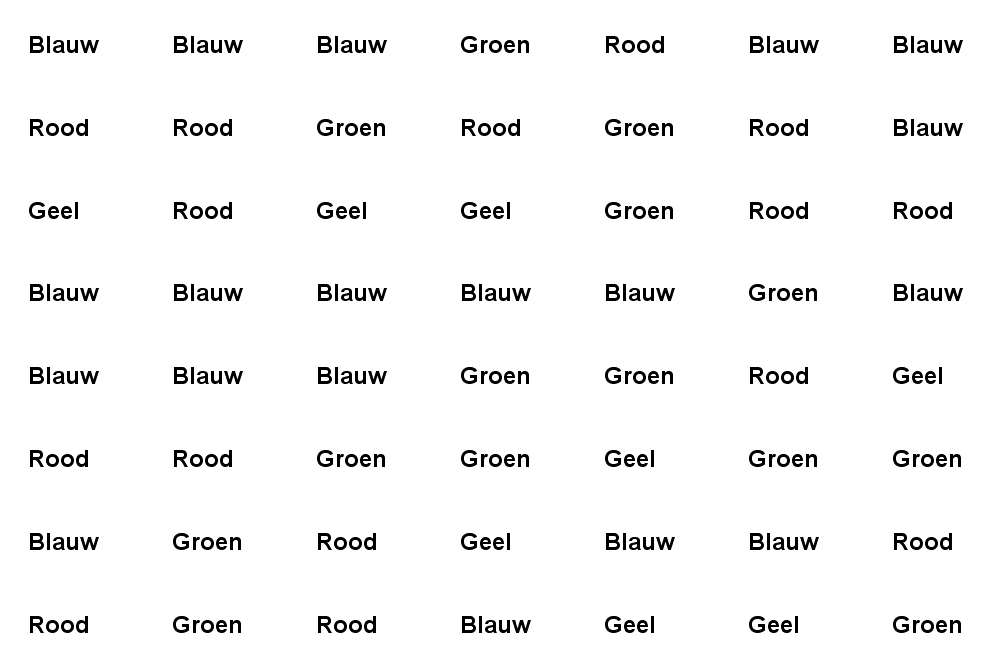 Blauw Blauw Blauw Groen Rood Blauw Blauw
Rood Rood Groen Rood Groen Rood Blauw
Geel Rood Geel Geel Groen Rood Rood
Blauw Blauw Blauw Blauw Blauw Groen Blauw
Blauw Blauw Blauw Groen Groen Rood Geel
Rood Rood Groen Groen Geel Groen Groen
Blauw Groen Rood Geel Blauw Blauw Rood
Rood Groen Rood Blauw Geel Geel Groen